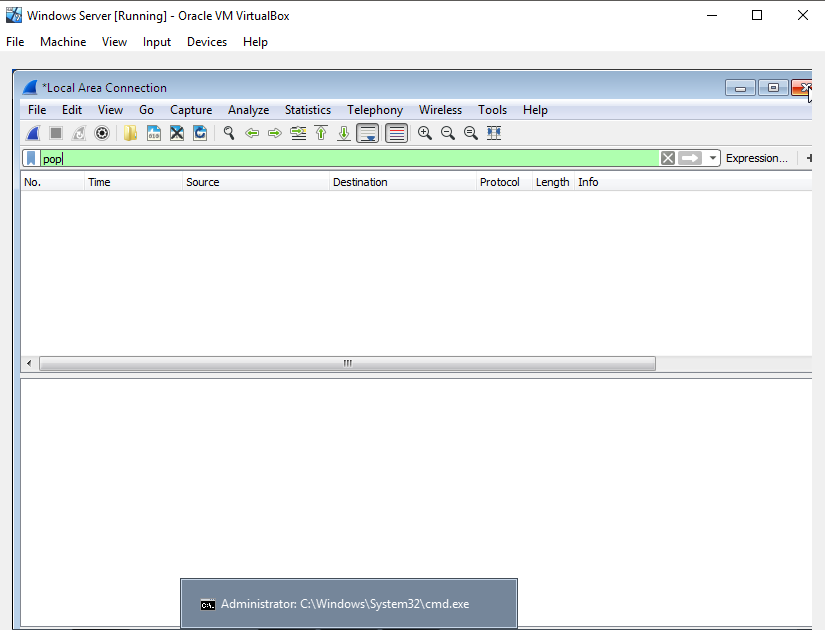 Windows Server [Running] - Oracle VM VirtualBox
File Machine View Input Devices Help
*Local Area Connection
File Edit View Go Capture Analyze Statistics Telephony Wireless Tools Help
pop Expression... +
No. Time Source Destination Protocol Length Info
Administrator: C:\Windows\System32\cmd.exe